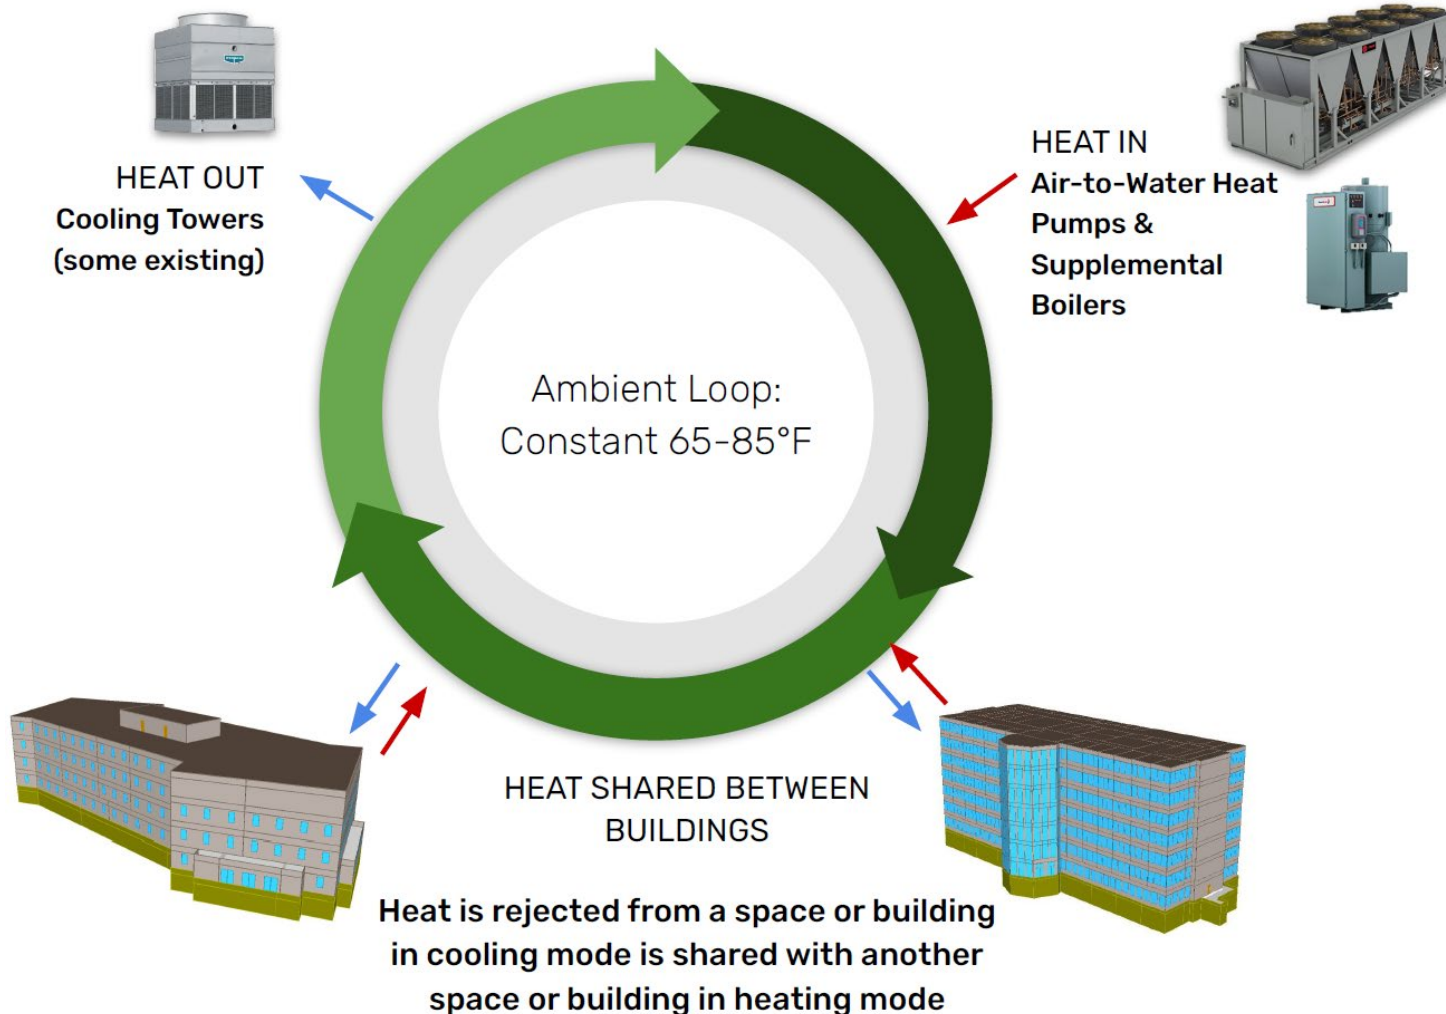 HEAT OUT
Cooling Towers
(some existing)
HEAT IN
Air-to-Water Heat
Pumps &
Supplemental
Boilers
Ambient Loop:
Constant 65-85°F
HEAT SHARED BETWEEN
BUILDINGS
Heat is rejected from a space or building
in cooling mode is shared with another
space or building in heating mode